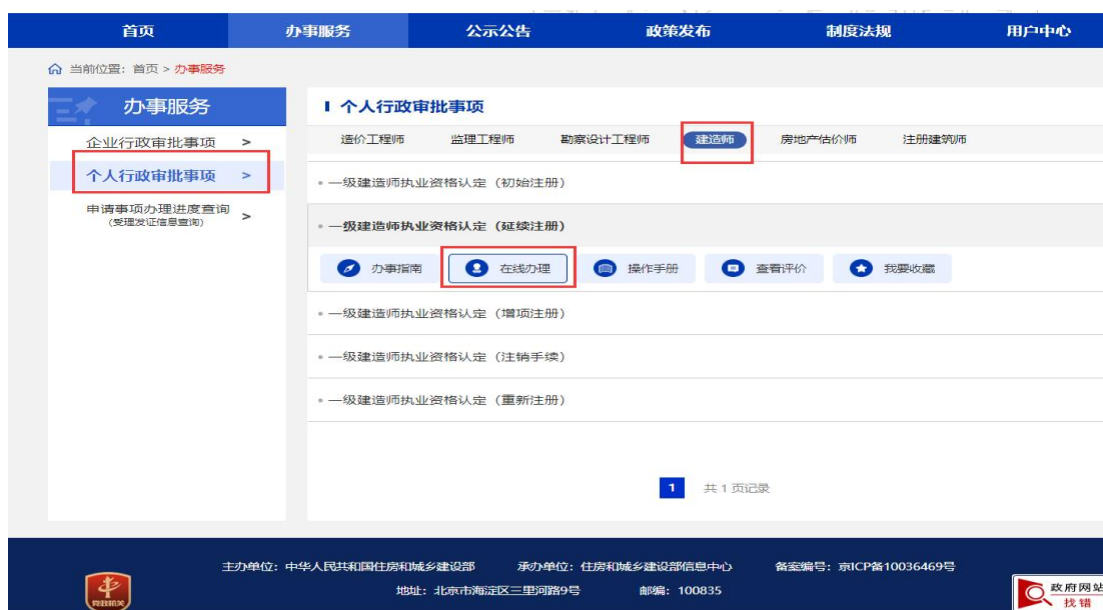 首页 办事服务 公示公告 政策发布 制度法规 用户中心
当前位置：首页 > 办事服务
办事服务
企业行政审批事项 >
个人行政审批事项 >
申请事项办理进度查询 >
(受理发证信息查询)
个人行政审批事项
造价工程师 监理工程师 勘察设计工程师 建造师 房地产估价师 注册建筑师
一级建造师执业资格认定（初始注册）
一级建造师执业资格认定（延续注册）
办事指南 在线办理 操作手册 查看评价 我要收藏
一级建造师执业资格认定（增项注册）
一级建造师执业资格认定（注销手续）
一级建造师执业资格认定（重新注册）
1 共 1 页记录
主办单位：中华人民共和国住房和城乡建设部 承办单位：住房和城乡建设部信息中心 备案编号：京ICP备10036469号
地址：北京市海淀区三里河路9号 邮编：100835
党政机关
政府网站
找错